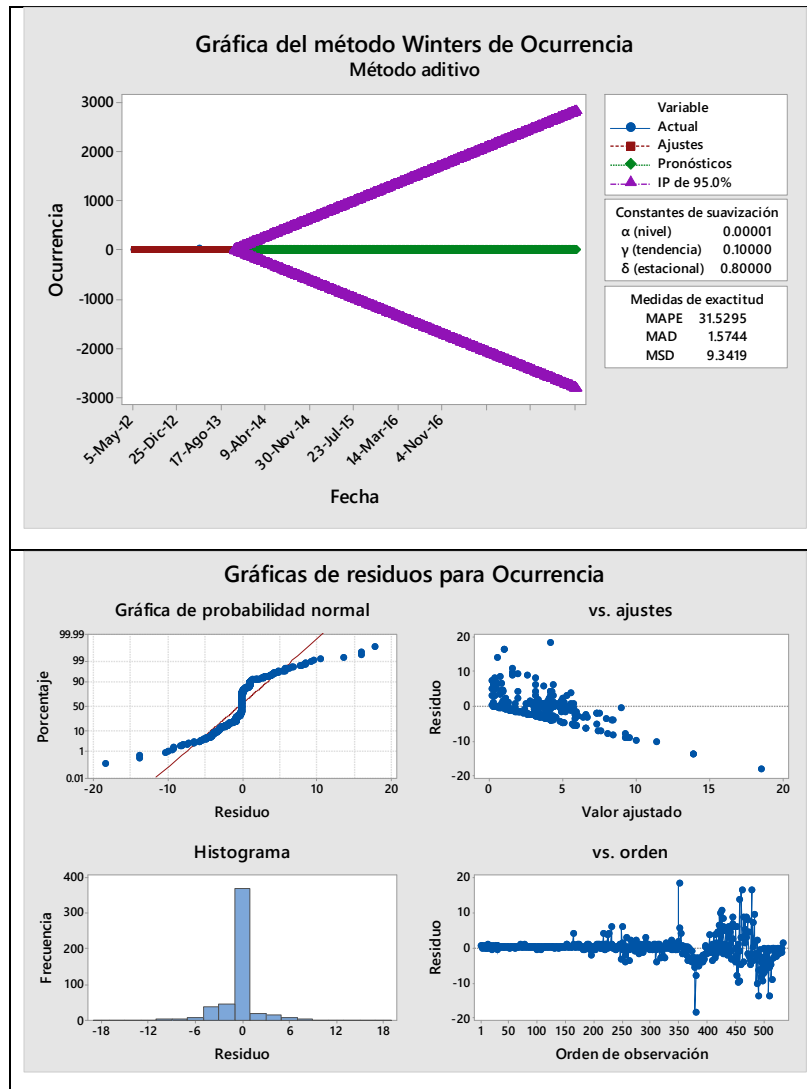 Gráfica del método Winters de Ocurrencia
Método aditivo
3000
2000
1000
0
-1000
-2000
-3000
Ocurrencia
5-May-12
25-Dic-12
17-Ago-13
9-Abr-14
30-Nov-14
23-Jul-15
14-Mar-16
4-Nov-16
Fecha
Variable
Actual
Ajustes
Pronósticos
IP de 95.0%
Constantes de suavización
α (nivel) 0.00001
γ (tendencia) 0.10000
δ (estacional) 0.80000
Medidas de exactitud
MAPE 31.5295
MAD 1.5744
MSD 9.3419
Gráficas de residuos para Ocurrencia
Gráfica de probabilidad normal
99.99
99
90
50
10
1
0.01
Porcentaje
-20 -10 0 10 20
Residuo
vs. ajustes
20
10
0
-10
-20
Residuo
0 5 10 15 20
Valor ajustado
Histograma
400
300
200
100
0
Frecuencia
-18 -12 -6 0 6 12 18
Residuo
vs. orden
20
10
0
-10
-20
Residuo
1 50 100 150 200 250 300 350 400 450 500
Orden de observación